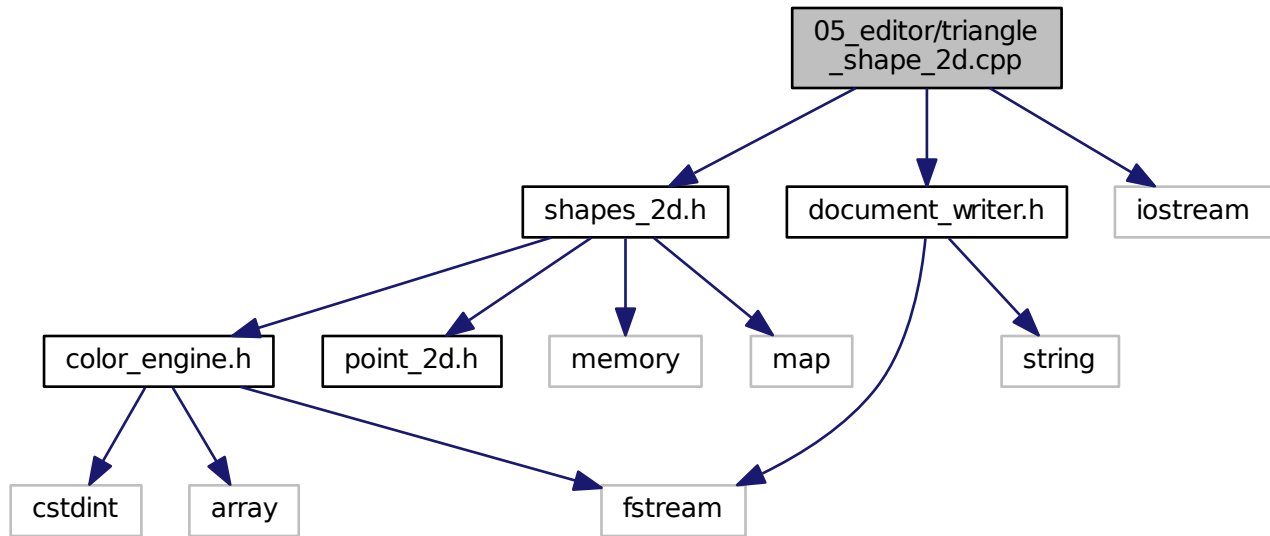 05_editor/triangle
_shape_2d.cpp
shapes_2d.h
document_writer.h
iostream
color_engine.h
point_2d.h
memory
map
string
cstdint
array
fstream